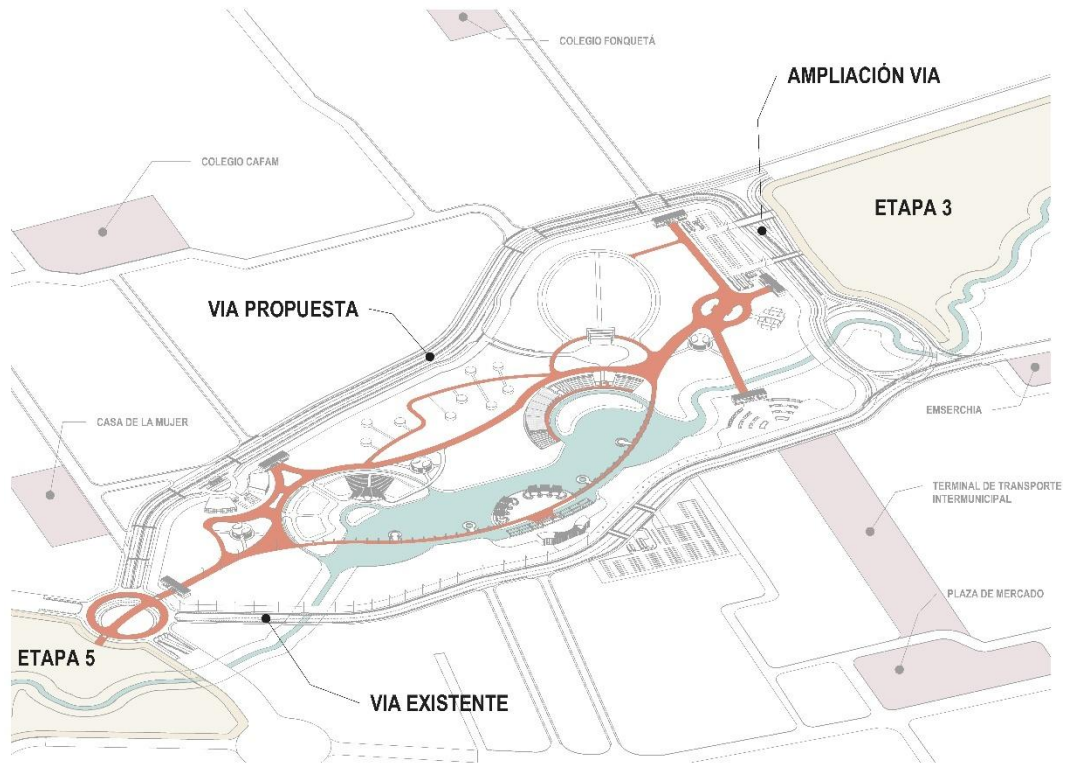 COLEGIO FONQUETÁ
AMPLIACIÓN VIA
COLEGIO CAFAM
ETAPA 3
VIA PROPUESTA
CASA DE LA MUJER
EMSERCHIA
TERMINAL DE TRANSPORTE
INTERMUNICIPAL
PLAZA DE MERCADO
ETAPA 5
VIA EXISTENTE